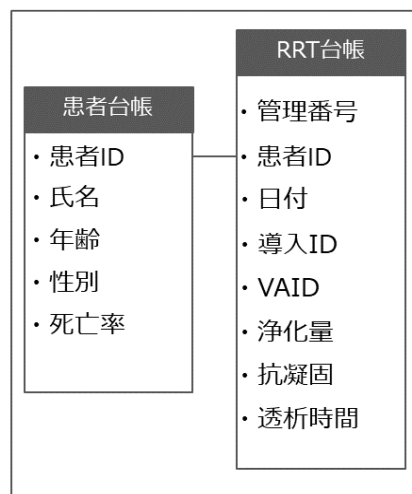 患者台帳
・患者ID
・氏名
・年齢
・性別
・死亡率
RRT台帳
・管理番号
・患者ID
・日付
・導入ID
・VAID
・浄化量
・抗凝固
・透析時間